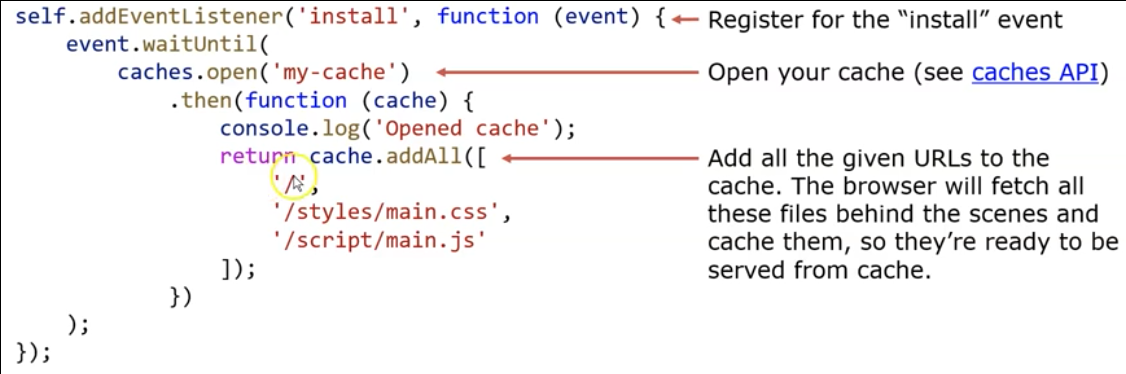 self.addEventListener('install', function (event) { Register for the “install” event
event.waitUntil(
caches.open('my-cache') Open your cache (see caches API)
.then(function (cache) {
console.log('Opened cache');
return cache.addAll([ Add all the given URLs to the
'/', cache. The browser will fetch all
'/styles/main.css', these files behind the scenes and
'/script/main.js' cache them, so they’re ready to be
]); served from cache.
})
);
});